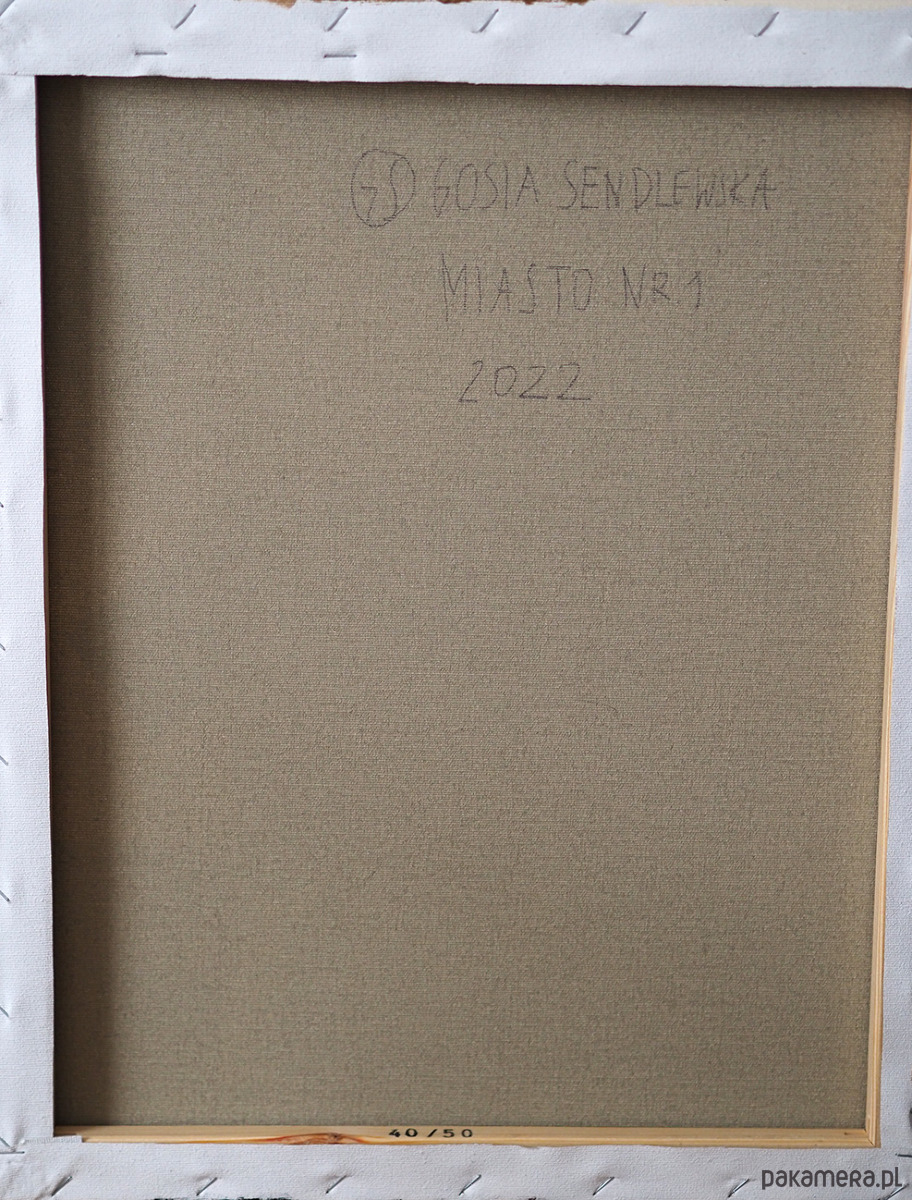 GS GOSIA SENDLEWSKA
MIASTO NR 1
2022
40/50
pakamera.pl